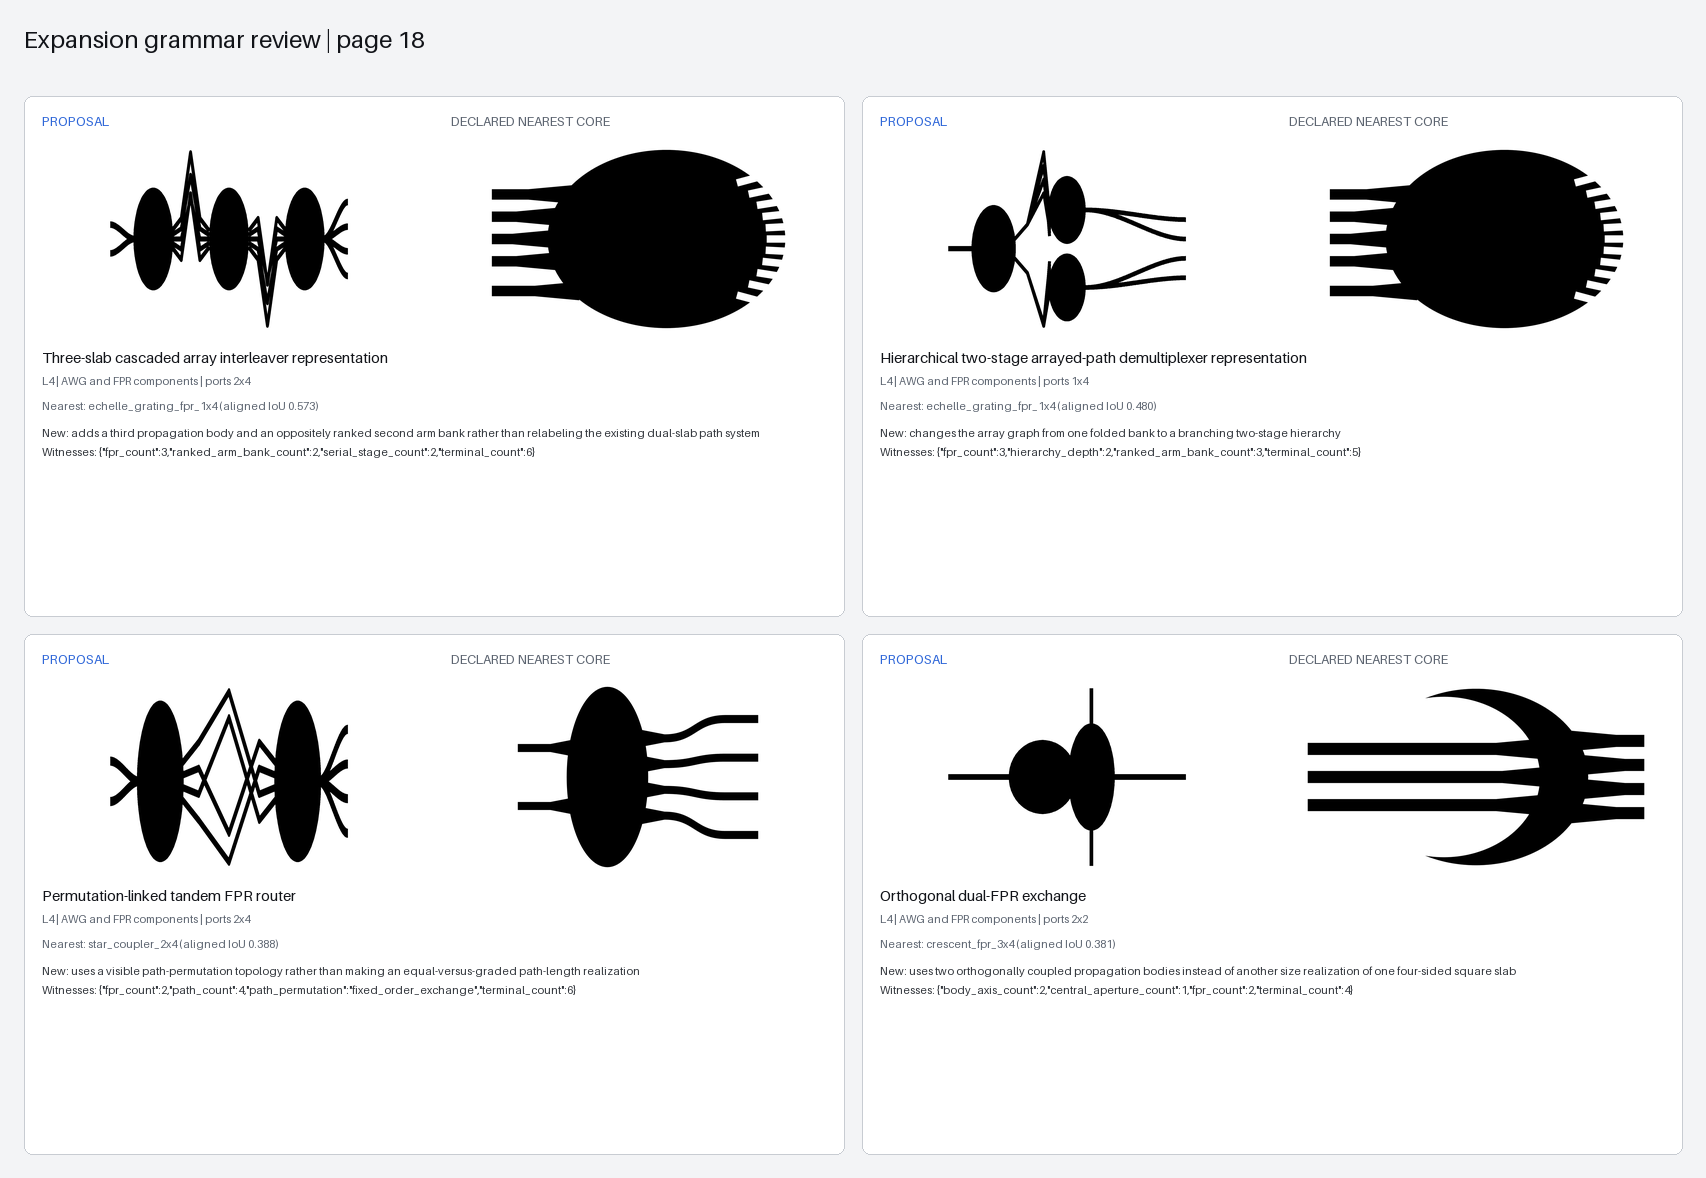 Expansion grammar review | page 18
PROPOSAL
DECLARED NEAREST CORE
Three-slab cascaded array interleaver representation
L4 | AWG and FPR components | ports 2x4
Nearest: echelle_grating_fpr_1x4 (aligned IoU 0.573)
New: adds a third propagation body and an oppositely ranked second arm bank rather than relabeling the existing dual-slab path system
Witnesses: {"fpr_count":3,"ranked_arm_bank_count":2,"serial_stage_count":2,"terminal_count":6}
PROPOSAL
DECLARED NEAREST CORE
Hierarchical two-stage arrayed-path demultiplexer representation
L4 | AWG and FPR components | ports 1x4
Nearest: echelle_grating_fpr_1x4 (aligned IoU 0.480)
New: changes the array graph from one folded bank to a branching two-stage hierarchy
Witnesses: {"fpr_count":3,"hierarchy_depth":2,"ranked_arm_bank_count":3,"terminal_count":5}
PROPOSAL
DECLARED NEAREST CORE
Permutation-linked tandem FPR router
L4 | AWG and FPR components | ports 2x4
Nearest: star_coupler_2x4 (aligned IoU 0.388)
New: uses a visible path-permutation topology rather than making an equal-versus-graded path-length realization
Witnesses: {"fpr_count":2,"path_count":4,"path_permutation":"fixed_order_exchange","terminal_count":6}
PROPOSAL
DECLARED NEAREST CORE
Orthogonal dual-FPR exchange
L4 | AWG and FPR components | ports 2x2
Nearest: crescent_fpr_3x4 (aligned IoU 0.381)
New: uses two orthogonally coupled propagation bodies instead of another size realization of one four-sided square slab
Witnesses: {"body_axis_count":2,"central_aperture_count":1,"fpr_count":2,"terminal_count":4}